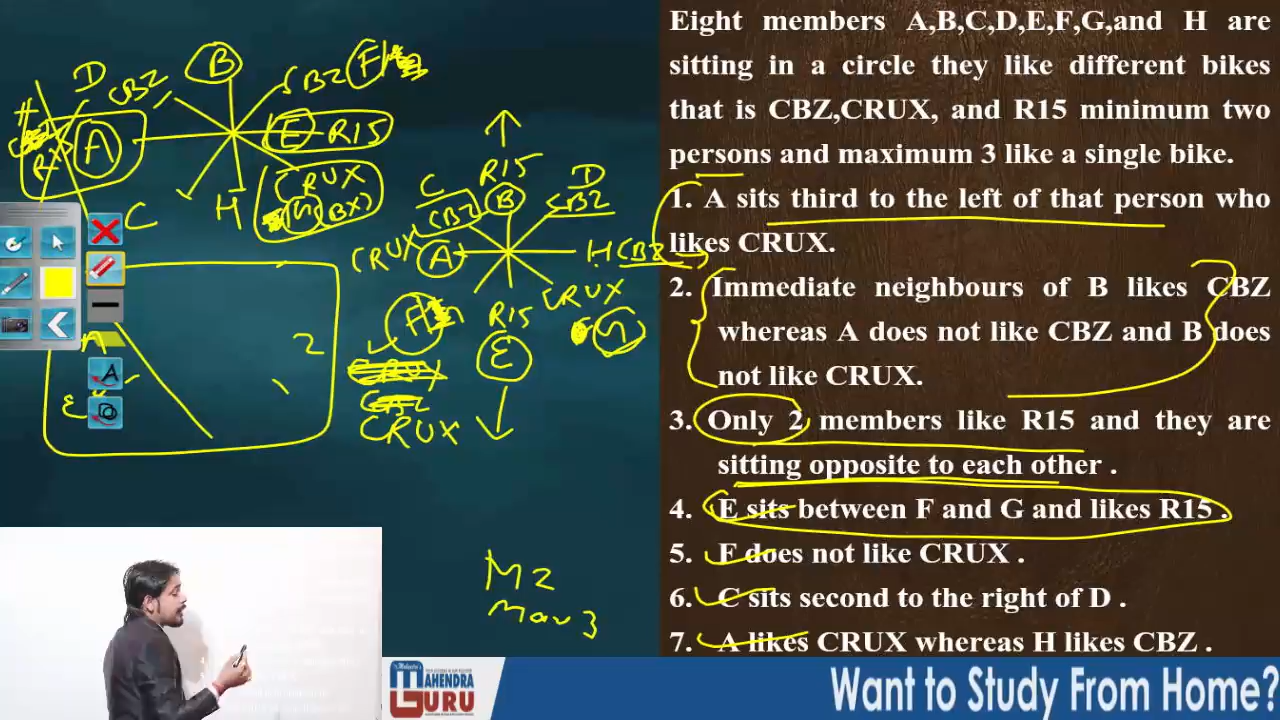 Eight members A,B,C,D,E,F,G,and H are
sitting in a circle they like different bikes
that is CBZ,CRUX, and R15 minimum two
persons and maximum 3 like a single bike.
1. A sits third to the left of that person who
likes CRUX.
2. Immediate neighbours of B likes CBZ
whereas A does not like CBZ and B does
not like CRUX.
3. Only 2 members like R15 and they are
sitting opposite to each other .
4. E sits between F and G and likes R15 .
5. F does not like CRUX .
6. C sits second to the right of D .
7. A likes CRUX whereas H likes CBZ .
D
CBZ
B
CBZ
F
A
E R15
CRUX
H
C
R15
C
CBZ
B
D
CBZ
CRUX
A
H CBZ
CRUX
R15
E
CRUX
2
M 2
Max 3
MAHENDRA
GURU
Want to Study From Home?